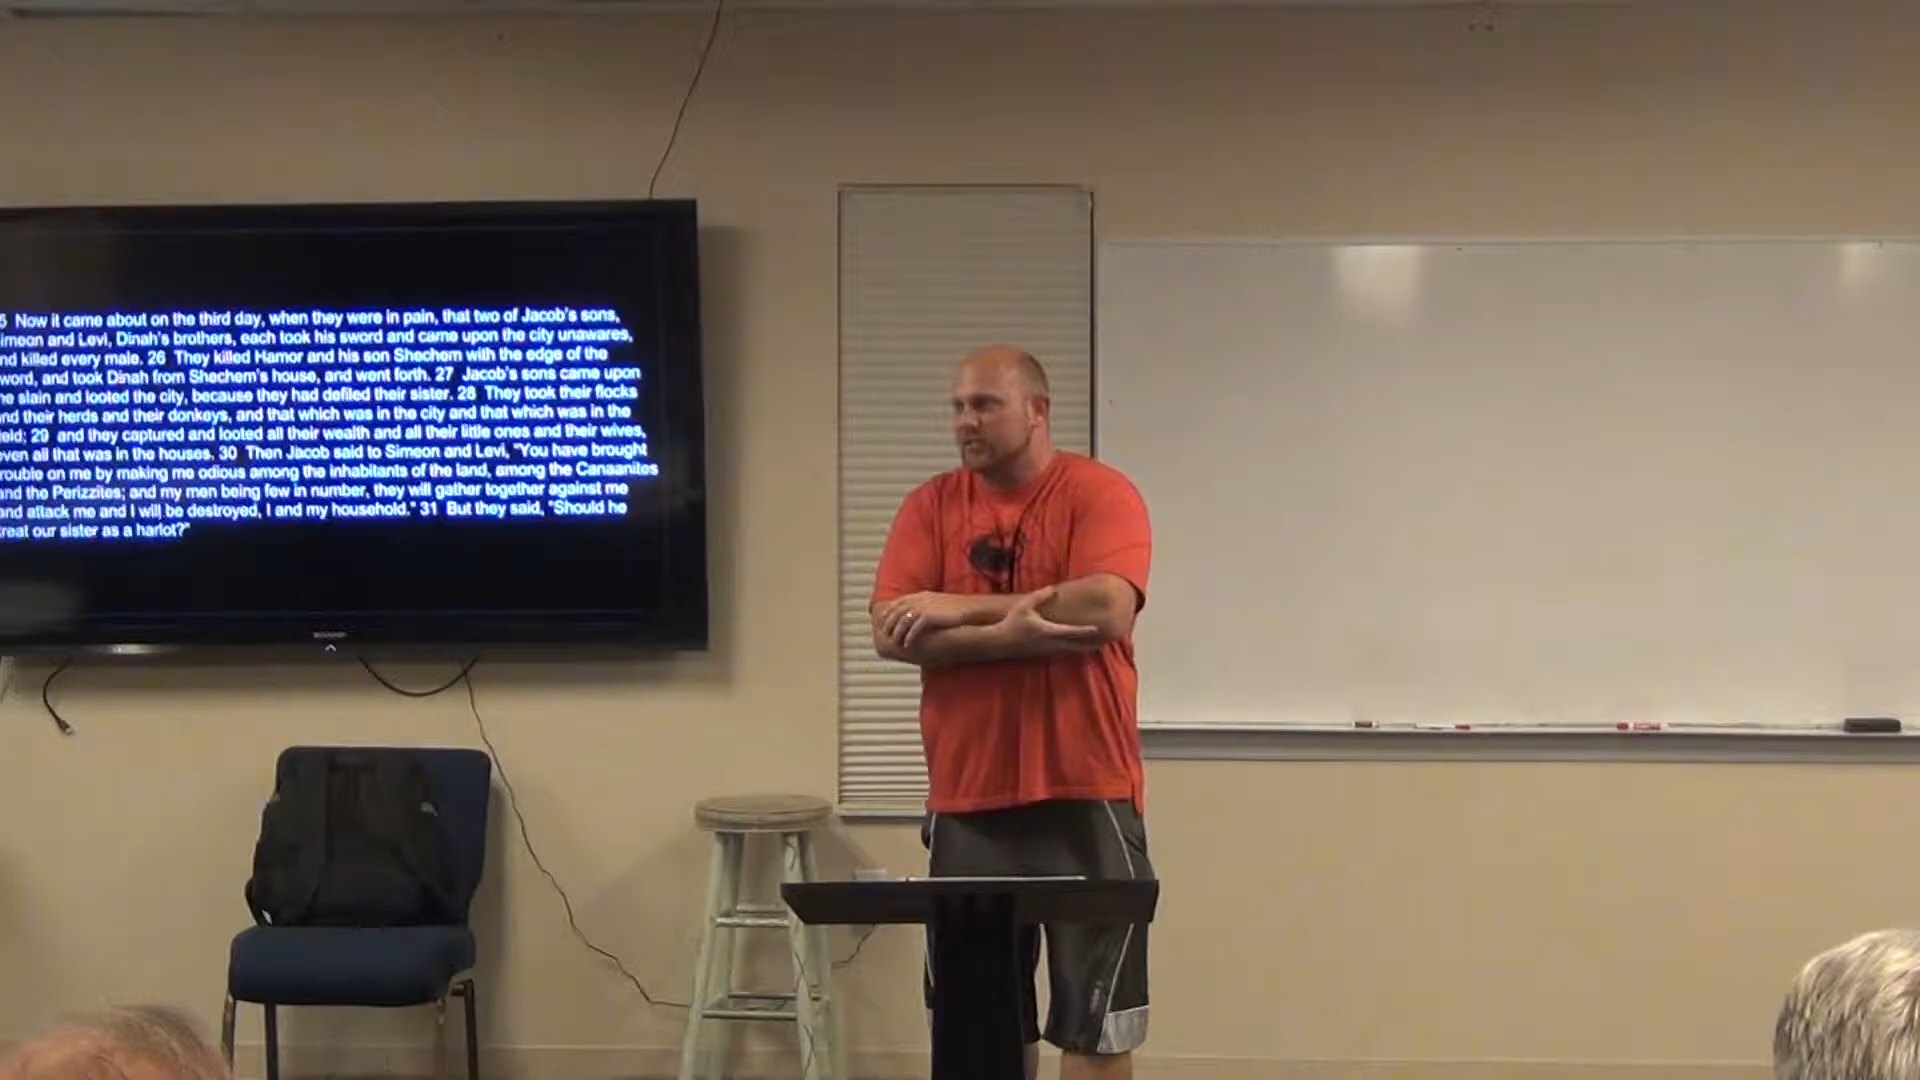 5 Now it came about on the third day, when they were in pain, that two of Jacob's sons,
imeon and Levi, Dinah's brothers, each took his sword and came upon the city unawares,
nd killed every male. 26 They killed Hamor and his son Shechem with the edge of the
word, and took Dinah from Shechem's house, and went forth. 27 Jacob's sons came upon
he slain and looted the city, because they had defiled their sister. 28 They took their flocks
and their herds and their donkeys, and that which was in the city and that which was in the
ield; 29 and they captured and looted all their wealth and all their little ones and their wives,
even all that was in the houses. 30 Then Jacob said to Simeon and Levi, "You have brought
rouble on me by making me odious among the inhabitants of the land, among the Canaanites
and the Perizzites; and my men being few in number, they will gather together against me
and attack me and I will be destroyed, I and my household." 31 But they said, "Should he
treat our sister as a harlot?"
SHARP